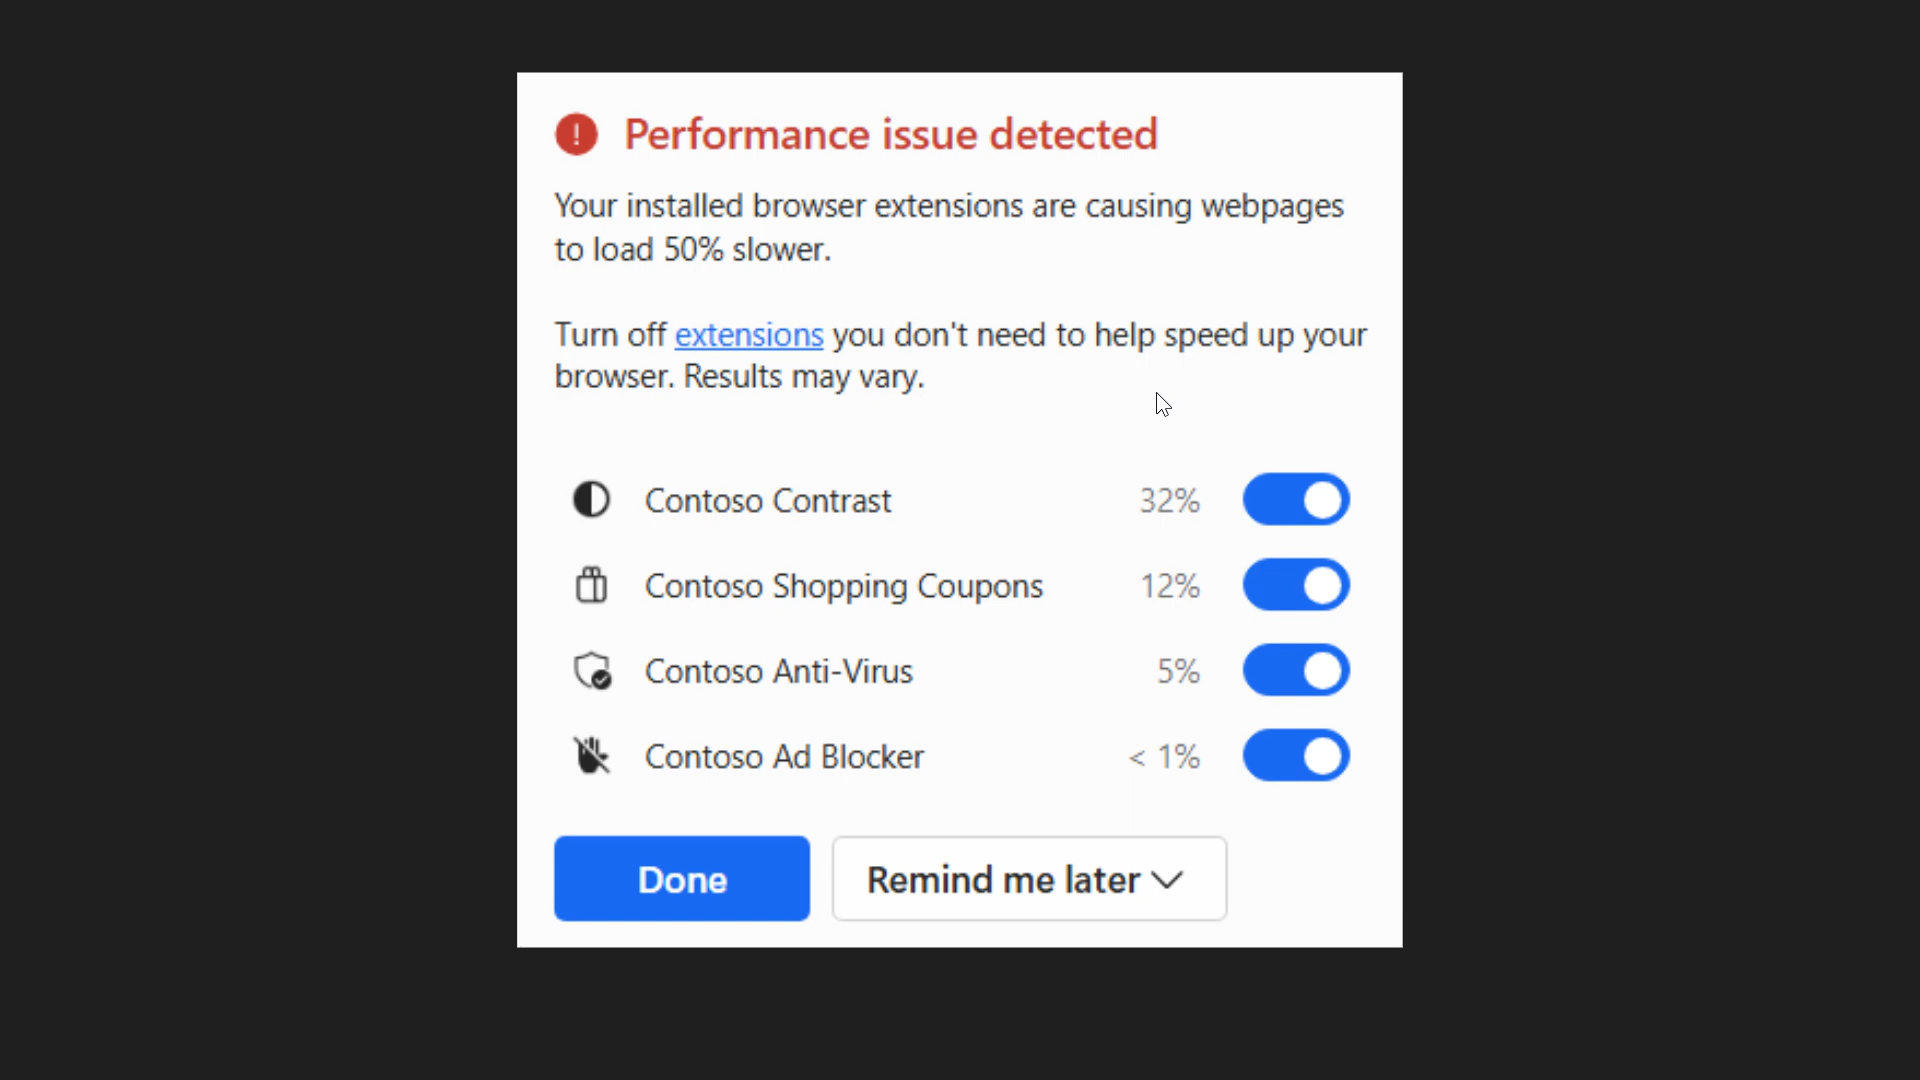 Performance issue detected
Your installed browser extensions are causing webpages
to load 50% slower.
Turn off extensions you don't need to help speed up your
browser. Results may vary.
Contoso Contrast 32%
Contoso Shopping Coupons 12%
Contoso Anti-Virus 5%
Contoso Ad Blocker < 1%
Done Remind me later